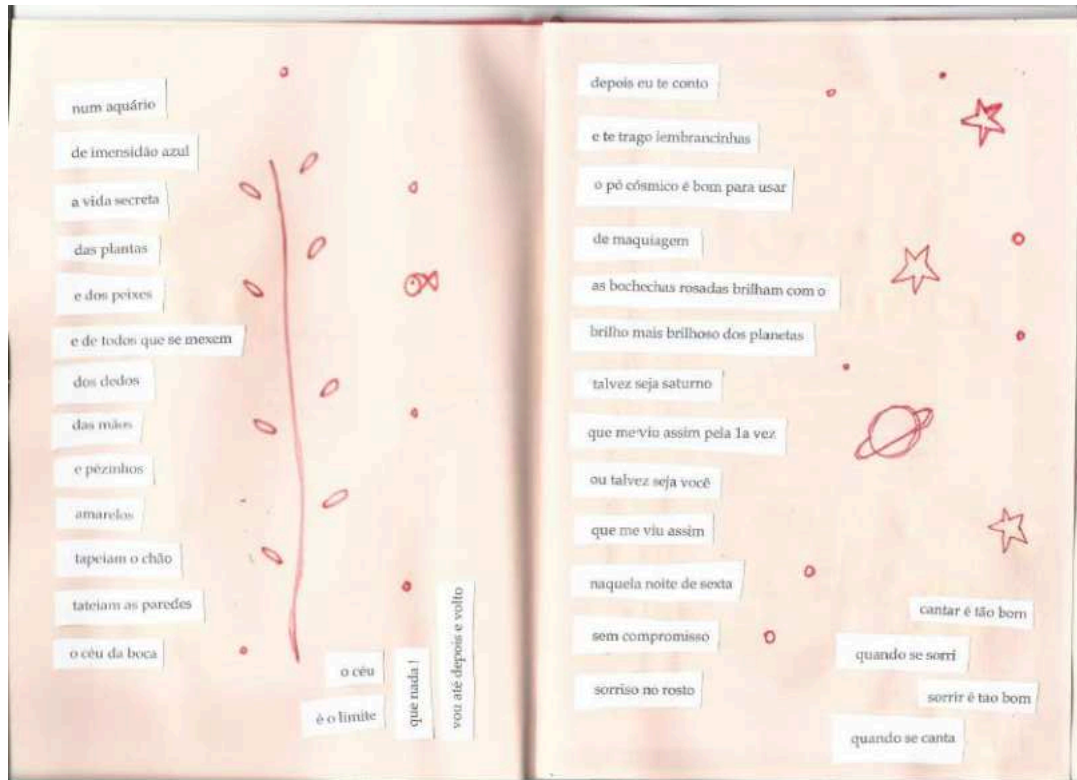 num aquário
de imensidão azul
a vida secreta
das plantas
e dos peixes
e de todos que se mexem
dos dedos
das mãos
e pézinhos
amarelos
tapeiam o chão
tateiam as paredes
o céu da boca
o céu
é o limite
que nada !
vou até depois e volto
depois eu te conto
e te trago lembrancinhas
o pó cósmico é bom para usar
de maquiagem
as bochechas rosadas brilham com o
brilho mais brilhoso dos planetas
talvez seja saturno
que me viu assim pela 1a vez
ou talvez seja você
que me viu assim
naquela noite de sexta
sem compromisso
sorriso no rosto
cantar é tão bom
quando se sorri
sorrir é tao bom
quando se canta